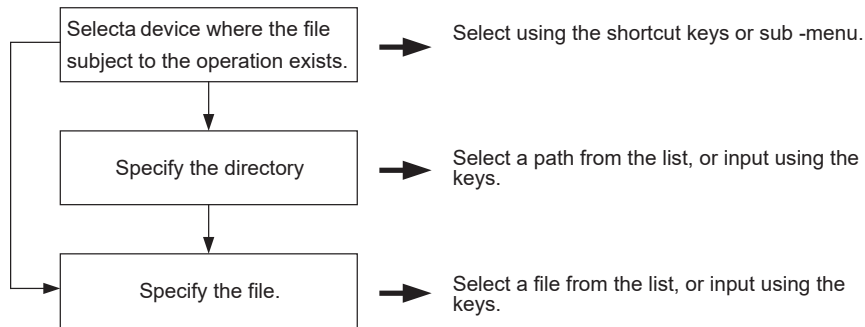 Selecta device where the file
subject to the operation exists.
Select using the shortcut keys or sub -menu.
Specify the directory
Select a path from the list, or input using the
keys.
Specify the file.
Select a file from the list, or input using the
keys.